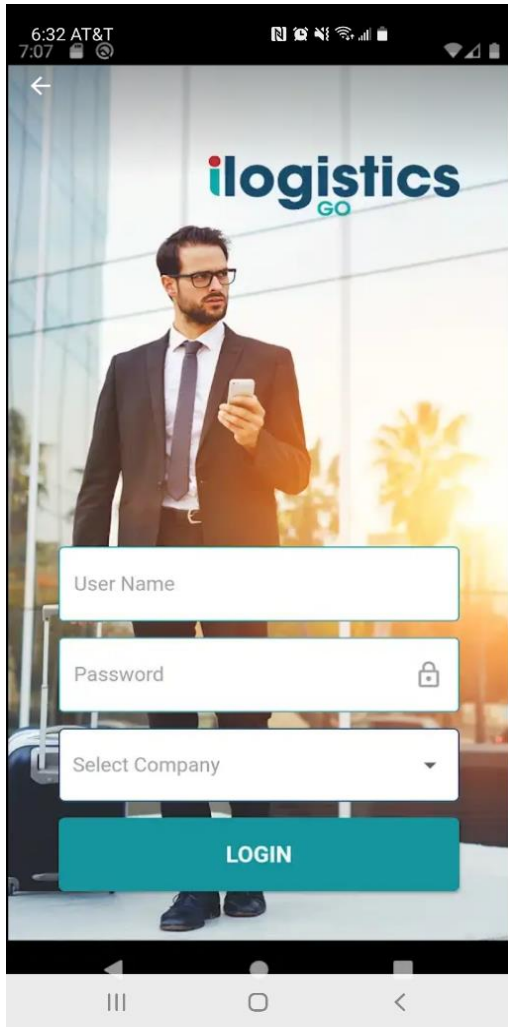 6:32 AT&T
7:07
ilogistics
GO
User Name
Password
Select Company
LOGIN